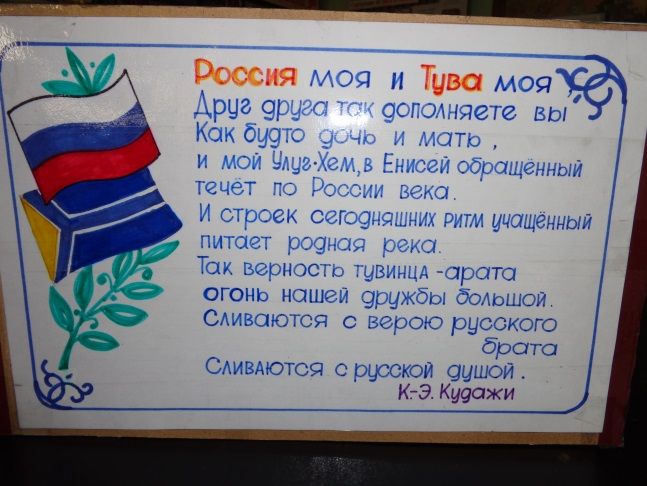 Россия моя и Тува моя,
Друг друга так дополняете вы
Как будто дочь и мать,
и мой Улуг-Хем, в Енисей обращённый
течёт по России века.
И строек сегодняшних ритм учащённый
питает родная река.
Так верность тувинца -арата
огонь нашей дружбы большой.
Сливаются с верою русского
брата
Сливаются с русской душой.
К.-Э. Кудажи